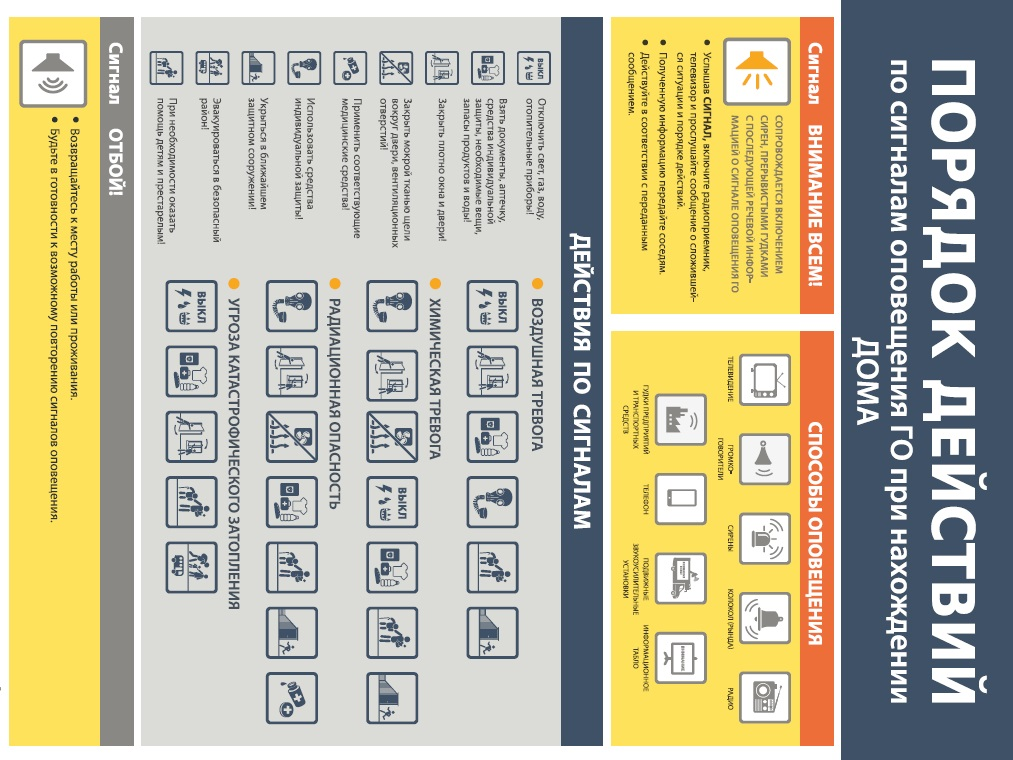 ПОРЯДОК ДЕЙСТВИЙ
по сигналам оповещения ГО при нахождении
ДОМА
Сигнал ВНИМАНИЕ ВСЕМ!
СОПРОВОЖДАЕТСЯ ВКЛЮЧЕНИЕМ
СИРЕН, ПРЕРЫВИСТЫМИ ГУДКАМИ
С ПОСЛЕДУЮЩЕЙ РЕЧЕВОЙ ИНФОР-
МАЦИЕЙ О СИГНАЛЕ ОПОВЕЩЕНИЯ ГО
• Услышав СИГНАЛ, включите радиоприемник,
телевизор и прослушайте сообщение о сложившей-
ся ситуации и порядке действий.
• Полученную информацию передайте соседям.
• Действуйте в соответствии с переданным
сообщением.
СПОСОБЫ ОПОВЕЩЕНИЯ
ТЕЛЕВИДЕНИЕ
ГРОМКО-
ГОВОРИТЕЛИ
СИРЕНЫ
КОЛОКОЛ (РЫНДА)
РАДИО
ГУДКИ ПРЕДПРИЯТИЙ
И ТРАНСПОРТНЫХ
СРЕДСТВ
ТЕЛЕФОН
ПОДВИЖНЫЕ
ЗВУКОУСИЛИТЕЛЬНЫЕ
УСТАНОВКИ
ВНИМАНИЕ!
ИНФОРМАЦИОННОЕ
ТАБЛО
ДЕЙСТВИЯ ПО СИГНАЛАМ
ВЫКЛ
Отключить свет, газ, воду,
отопительные приборы!
Взять документы, аптечку,
средства индивидуальной
защиты, необходимые вещи,
запасы продуктов и воды!
Закрыть плотно окна и двери!
Закрыть мокрой тканью щели
вокруг двери, вентиляционных
отверстий!
Применить соответствующие
медицинские средства!
Использовать средства
индивидуальной защиты!
Укрыться в ближайшем
защитном сооружении!
Эвакуироваться в безопасный
район!
При необходимости оказать
помощь детям и престарелым!
ВОЗДУШНАЯ ТРЕВОГА
ВЫКЛ
ХИМИЧЕСКАЯ ТРЕВОГА
ВЫКЛ
РАДИАЦИОННАЯ ОПАСНОСТЬ
УГРОЗА КАТАСТРОФИЧЕСКОГО ЗАТОПЛЕНИЯ
ВЫКЛ
Сигнал ОТБОЙ!
• Возвращайтесь к месту работы или проживания.
• Будьте в готовности к возможному повторению сигналов оповещения.